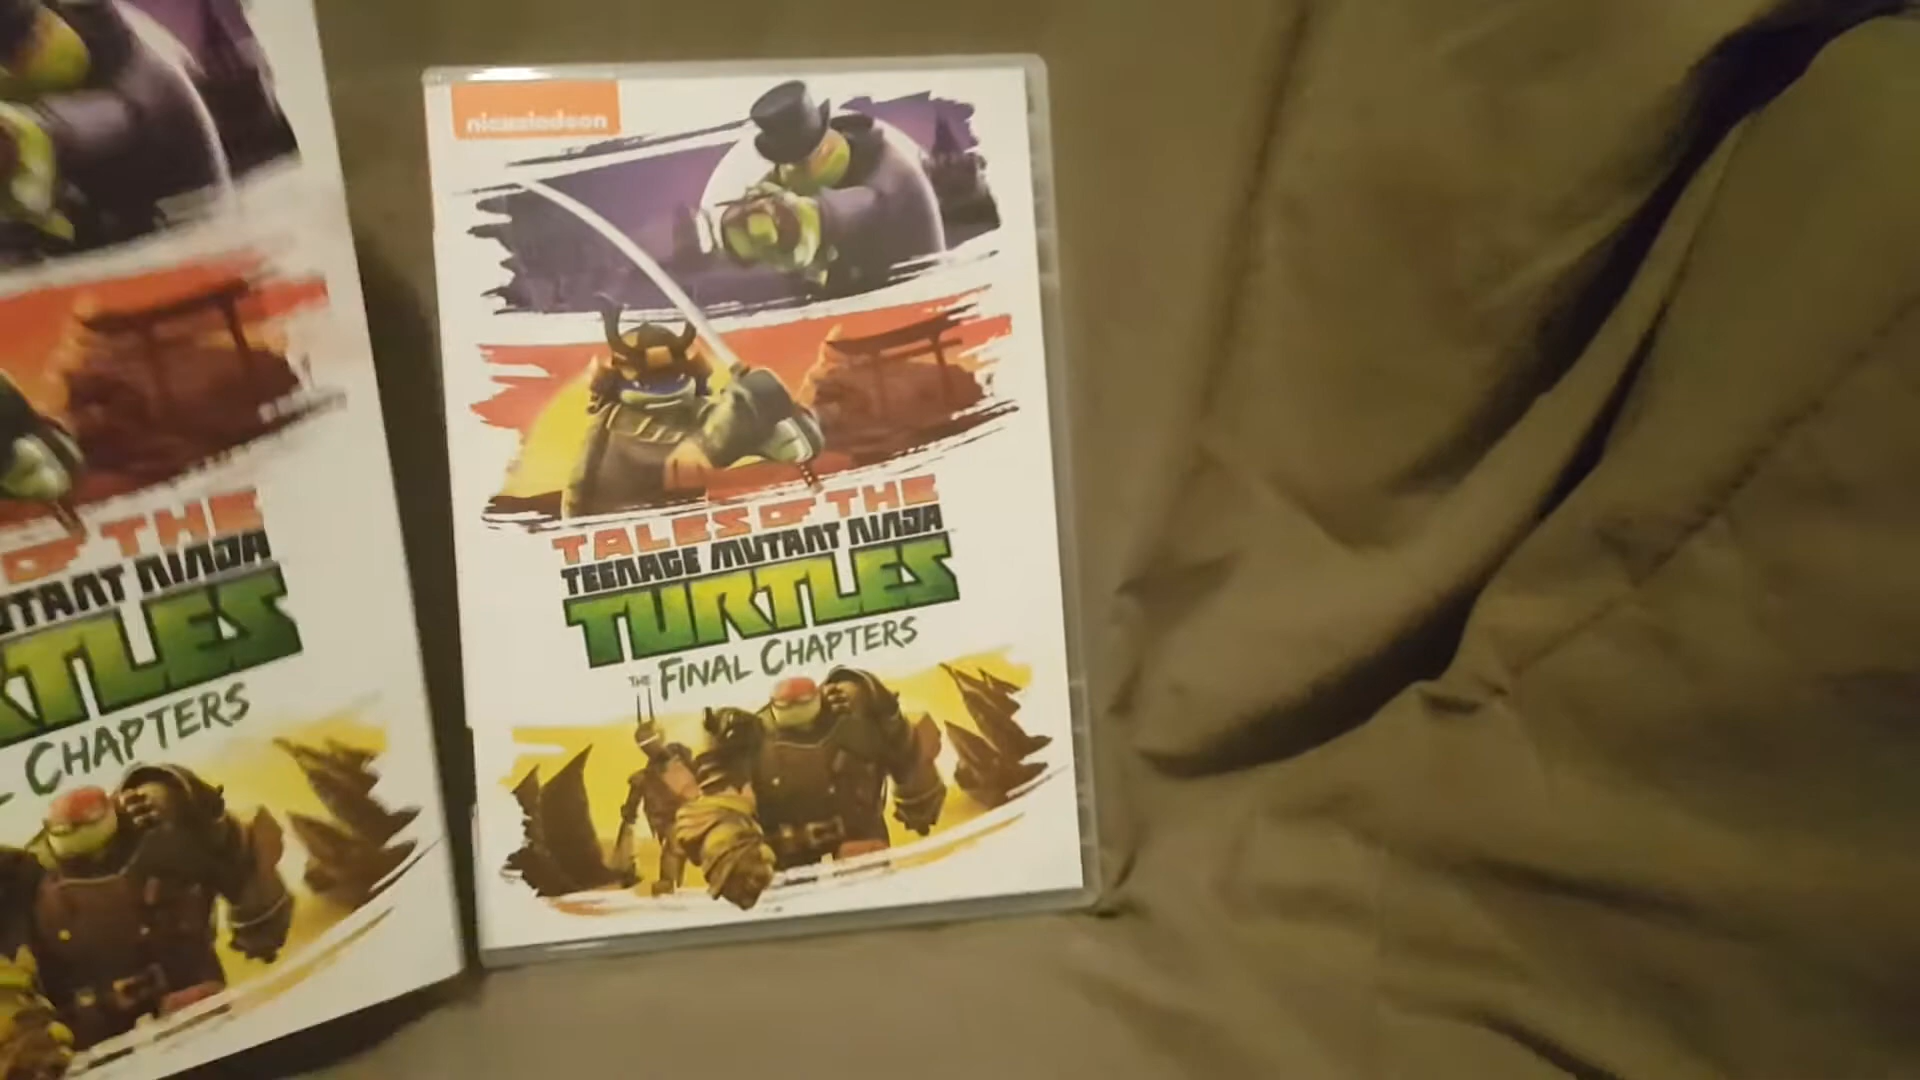 OF THE
MUTANT NINJA
TURTLES
CHAPTERS
nickelodeon
TALES OF THE
TEENAGE MUTANT NINJA
TURTLES
THE FINAL CHAPTERS